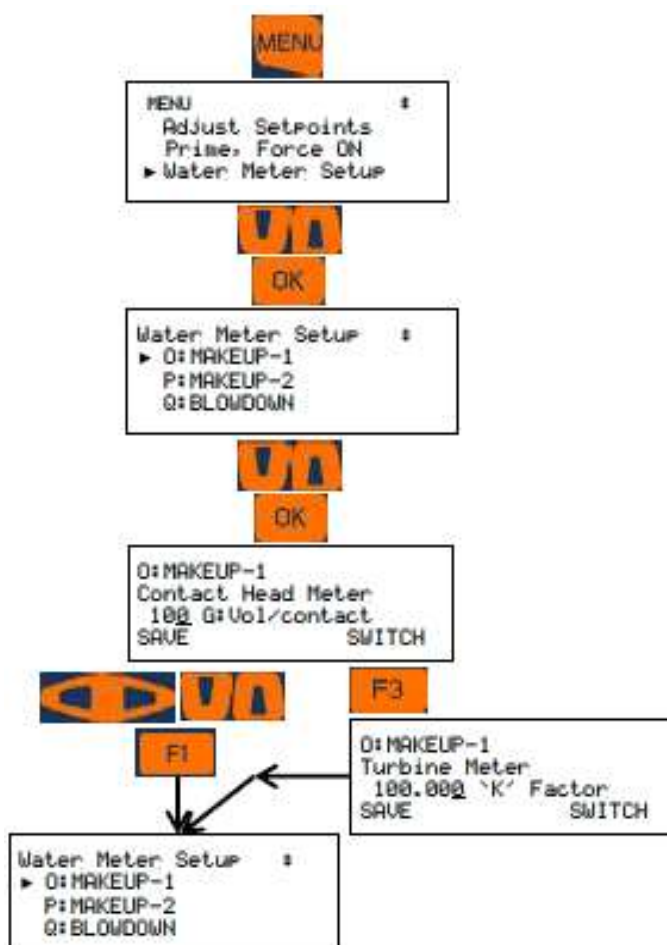 MENU
MENU ⇕
Adjust Setpoints
Prime, Force ON
► Water Meter Setup
OK
Water Meter Setup ⇕
► O:MAKEUP-1
P:MAKEUP-2
Q:BLOWDOWN
OK
O:MAKEUP-1
Contact Head Meter
100 G:Vol/contact
SAVE SWITCH
F3
F1
O:MAKEUP-1
Turbine Meter
100.000 `K´ Factor
SAVE SWITCH
Water Meter Setup ⇕
► O:MAKEUP-1
P:MAKEUP-2
Q:BLOWDOWN